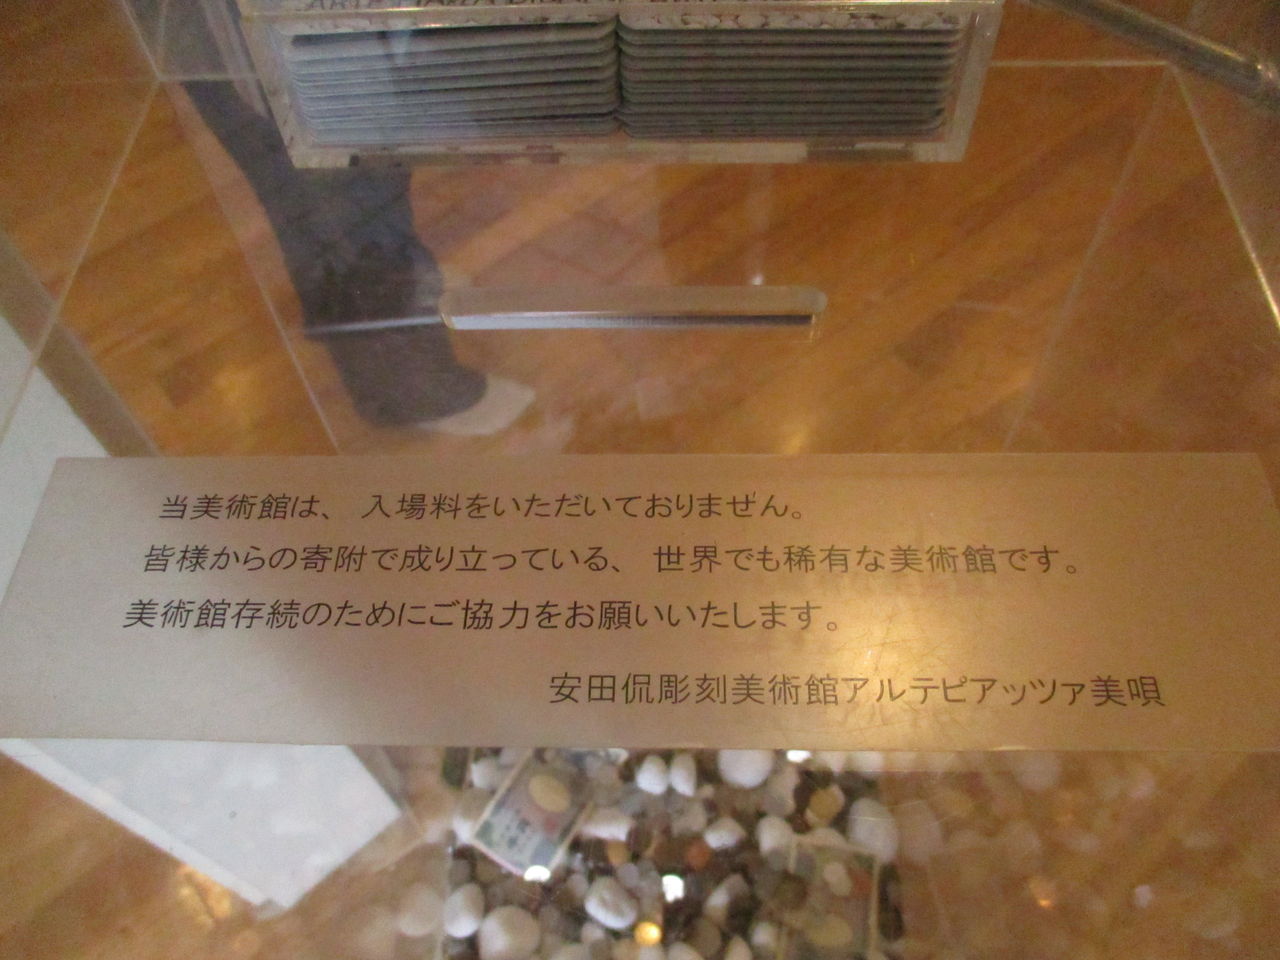 当美術館は、入場料をいただいておりません。
皆様からの寄附で成り立っている、世界でも稀有な美術館です。
美術館存続のためにご協力をお願いいたします。
安田侃彫刻美術館アルテピアッツァ美唄